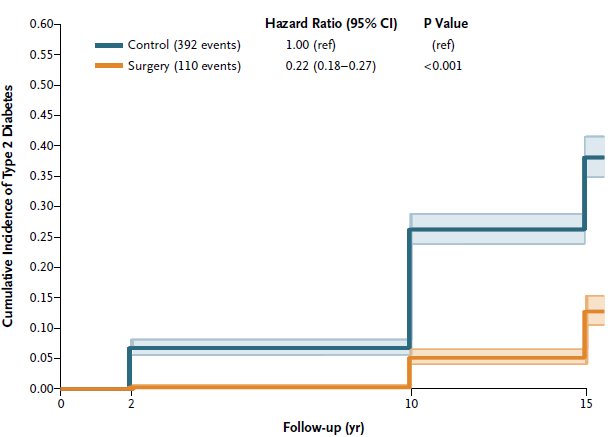 Hazard Ratio (95% CI) P Value
Control (392 events) 1.00 (ref) (ref)
Surgery (110 events) 0.22 (0.18–0.27) <0.001
Cumulative Incidence of Type 2 Diabetes
0.60
0.55
0.50
0.45
0.40
0.35
0.30
0.25
0.20
0.15
0.10
0.05
0.00
0 2 10 15
Follow-up (yr)